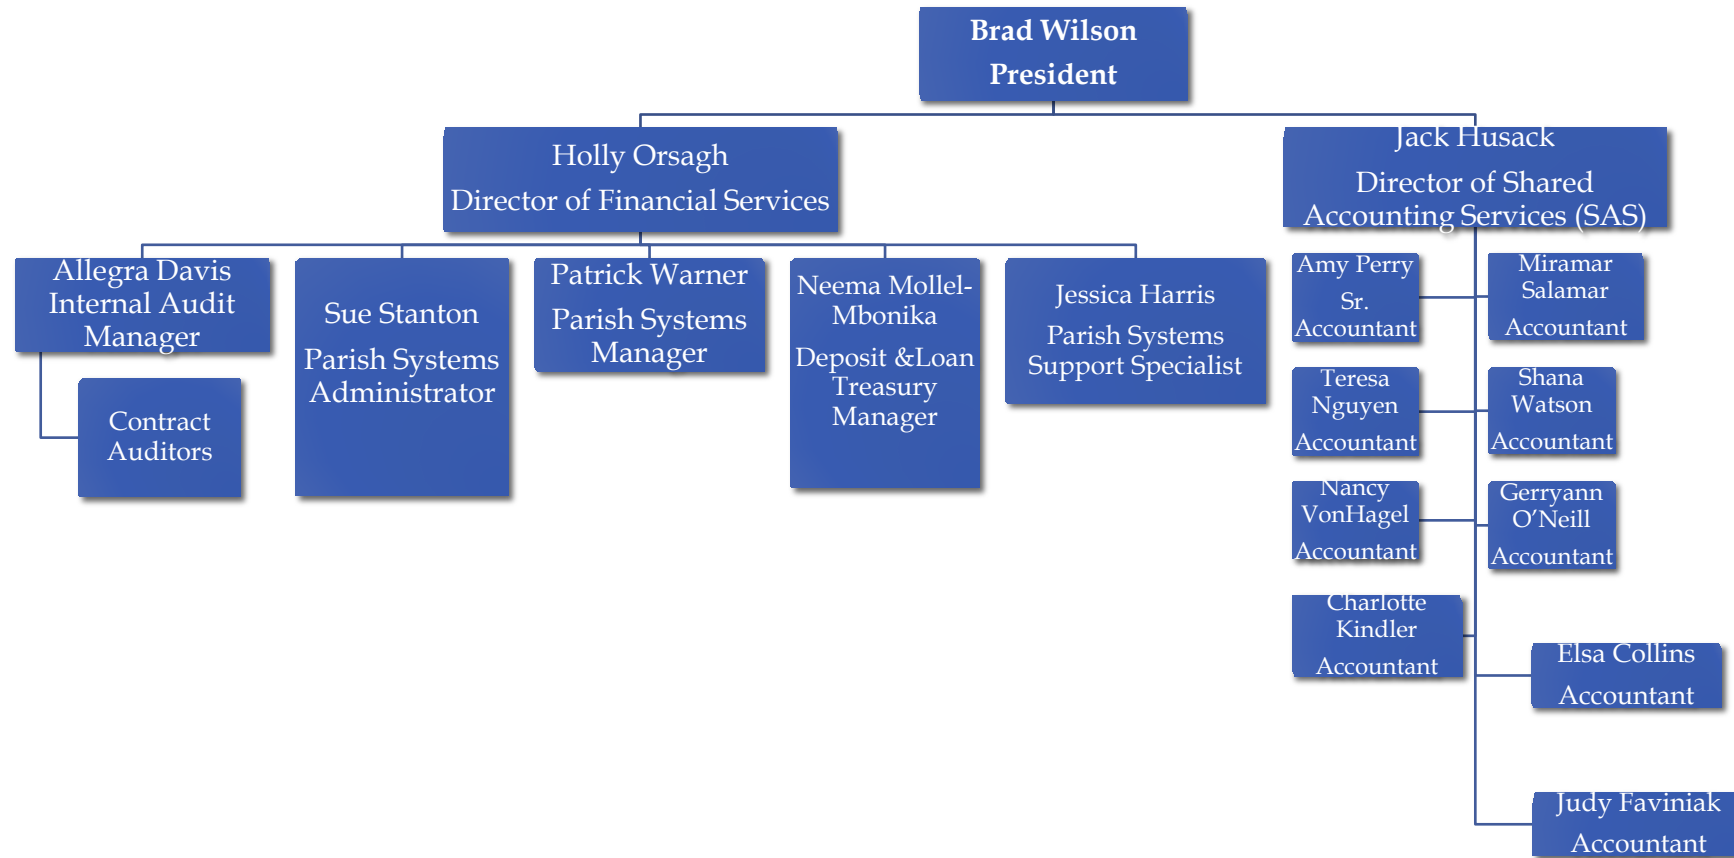 Brad Wilson
President
Holly Orsagh
Director of Financial Services
Jack Husack
Director of Shared
Accounting Services (SAS)
Allegra Davis
Internal Audit
Manager
Contract
Auditors
Sue Stanton
Parish Systems
Administrator
Patrick Warner
Parish Systems
Manager
Neema Mollel-
Mbonika
Deposit &Loan
Treasury
Manager
Jessica Harris
Parish Systems
Support Specialist
Amy Perry
Sr.
Accountant
Miramar
Salamar
Accountant
Teresa
Nguyen
Accountant
Shana
Watson
Accountant
Nancy
VonHagel
Accountant
Gerryann
O’Neill
Accountant
Charlotte
Kindler
Accountant
Elsa Collins
Accountant
Judy Faviniak
Accountant